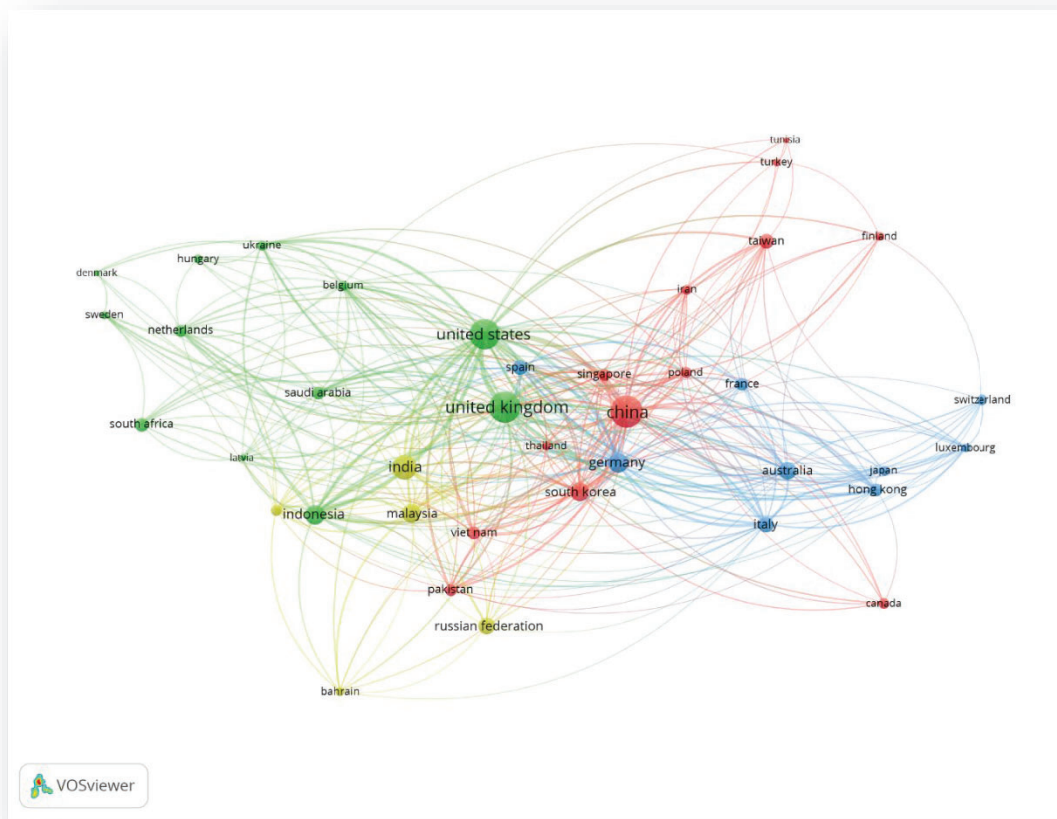 tunisia
turkey
taiwan
finland
ukraine
hungary
denmark
belgium
iran
sweden
netherlands
united states
spain
singapore
poland
france
saudi arabia
switzerland
united kingdom
china
south africa
thailand
luxembourg
latvia
india
germany
australia
japan
hong kong
south korea
indonesia
malaysia
italy
viet nam
pakistan
canada
russian federation
bahrain
VOSviewer